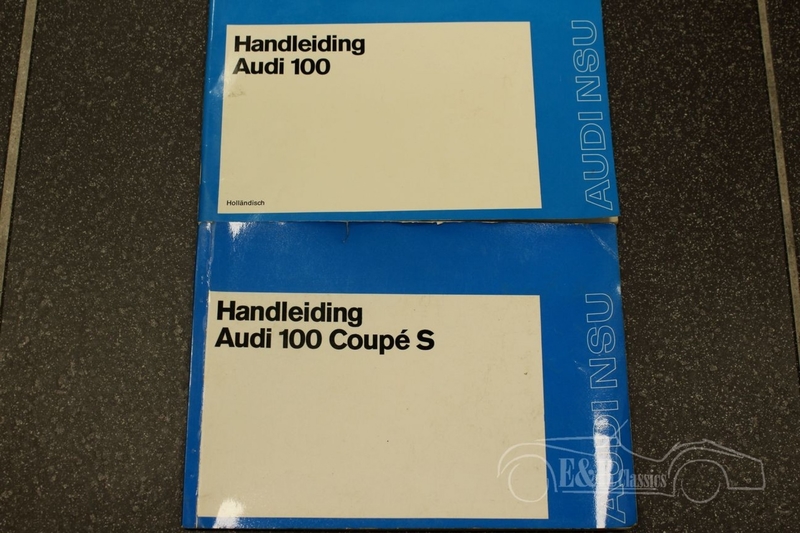 Handleiding
Audi 100
Holländisch
AUDI NSU
Handleiding
Audi 100 Coupé S
AUDI NSU
E&R Classics